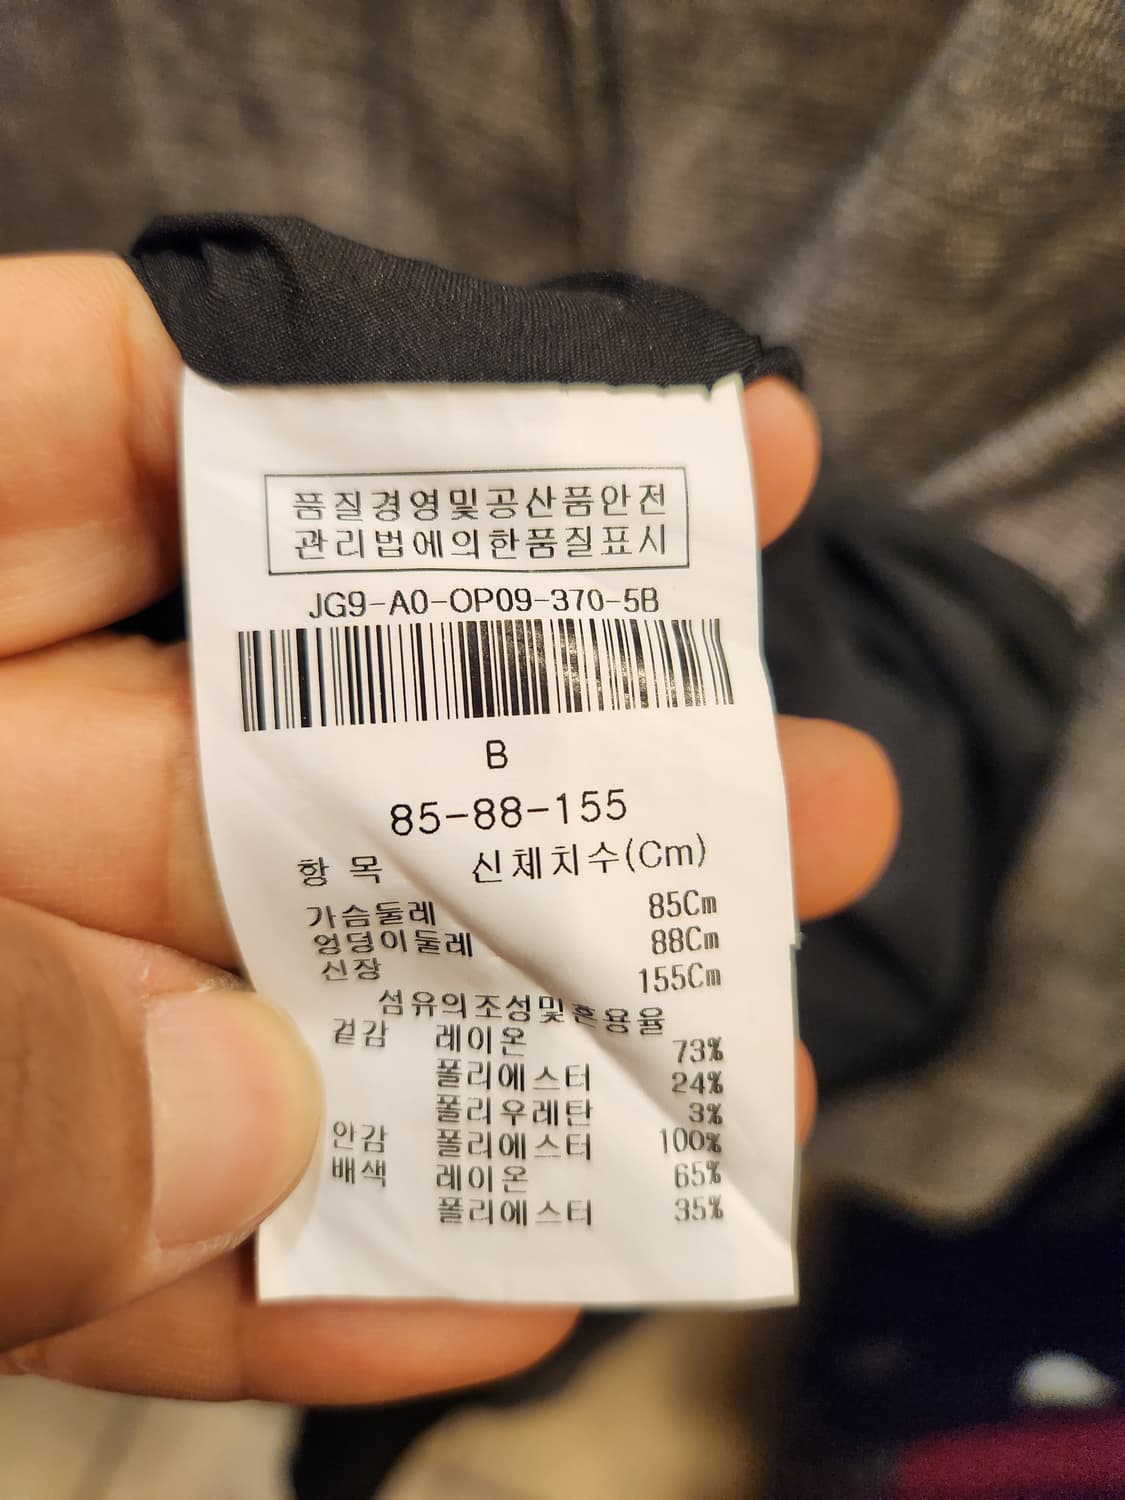 품질경영및공산품안전
관리법에의한품질표시
JG9-A0-OP09-370-5B
B
85-88-155
항 목 신체치수(Cm)
가슴둘레 85Cm
엉덩이둘레 88Cm
신장 155Cm
섬유의조성및혼용율
겉감 레이온 73%
폴리에스터 24%
폴리우레탄 3%
안감 폴리에스터 100%
배색 레이온 65%
폴리에스터 35%